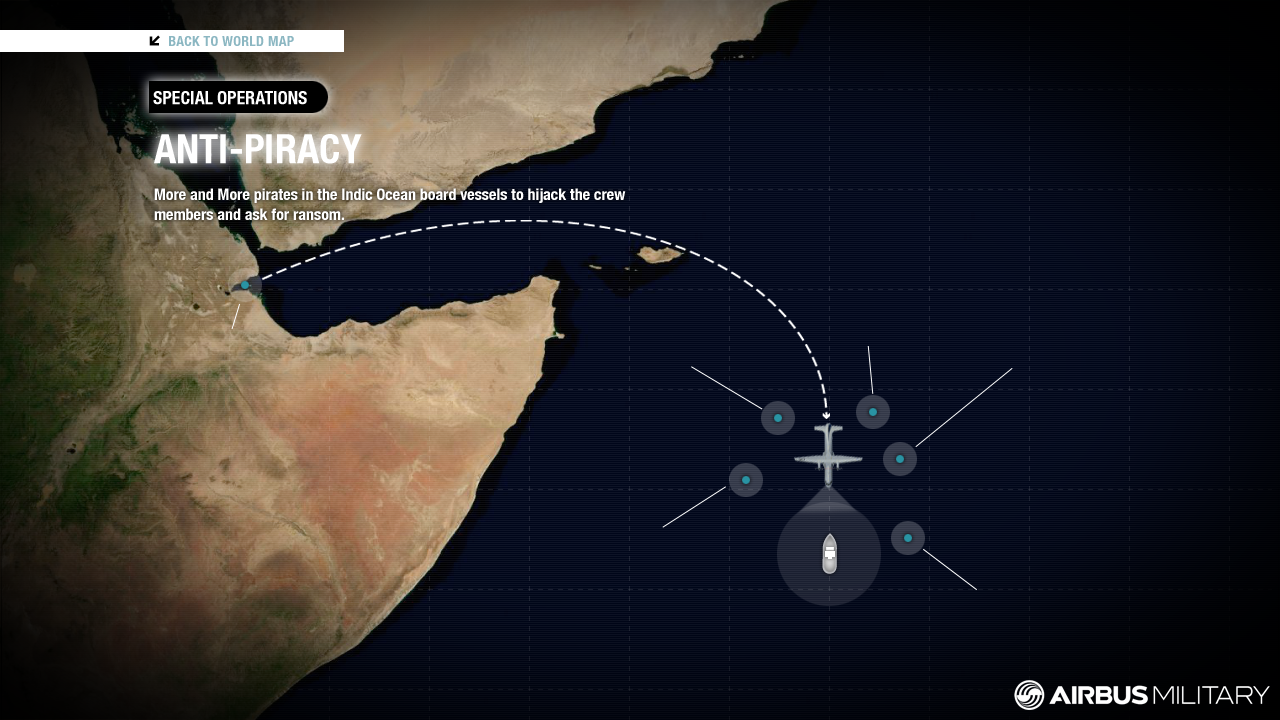 BACK TO WORLD MAP
SPECIAL OPERATIONS
ANTI-PIRACY
More and More pirates in the Indic Ocean board vessels to hijack the crew
members and ask for ransom.
AIRBUS MILITARY